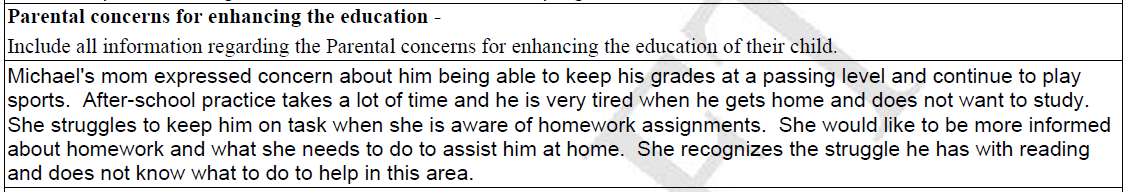 Parental concerns for enhancing the education -
Include all information regarding the Parental concerns for enhancing the education of their child.
Michael's mom expressed concern about him being able to keep his grades at a passing level and continue to play
sports.  After-school practice takes a lot of time and he is very tired when he gets home and does not want to study.
She struggles to keep him on task when she is aware of homework assignments.  She would like to be more informed
about homework and what she needs to do to assist him at home.  She recognizes the struggle he has with reading
and does not know what to do to help in this area.